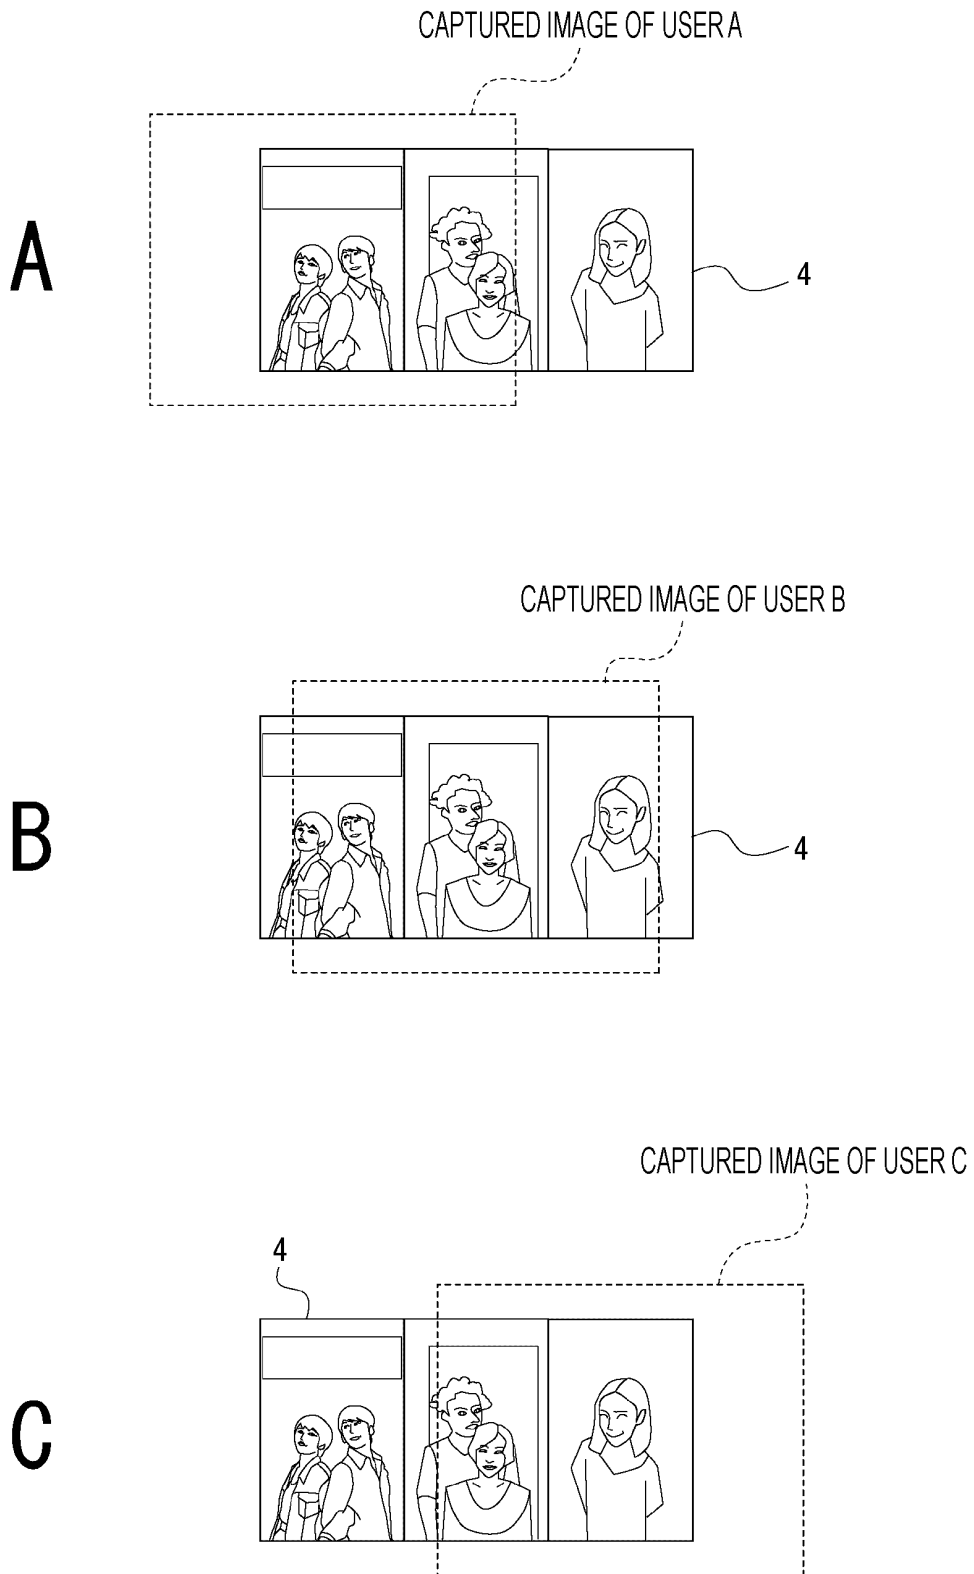 CAPTURED IMAGE OF USER A
A
4
CAPTURED IMAGE OF USER B
B
4
CAPTURED IMAGE OF USER C
4
C